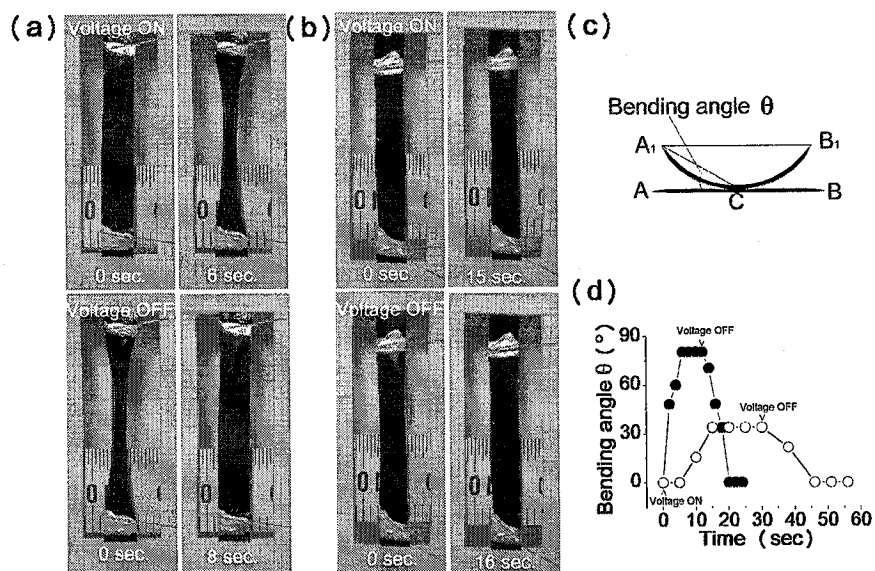 (a)
Voltage ON
0 sec.
6 sec.
Voltage OFF
0 sec.
8 sec.
(b)
Voltage ON
0 sec.
15 sec.
Voltage OFF
0 sec.
16 sec.
(c)
Bending angle θ
A1
B1
A
B
C
(d)
Bending angle θ (°)
90
60
30
0
Voltage OFF
Voltage OFF
Voltage ON
0 10 20 30 40 50 60
Time (sec)